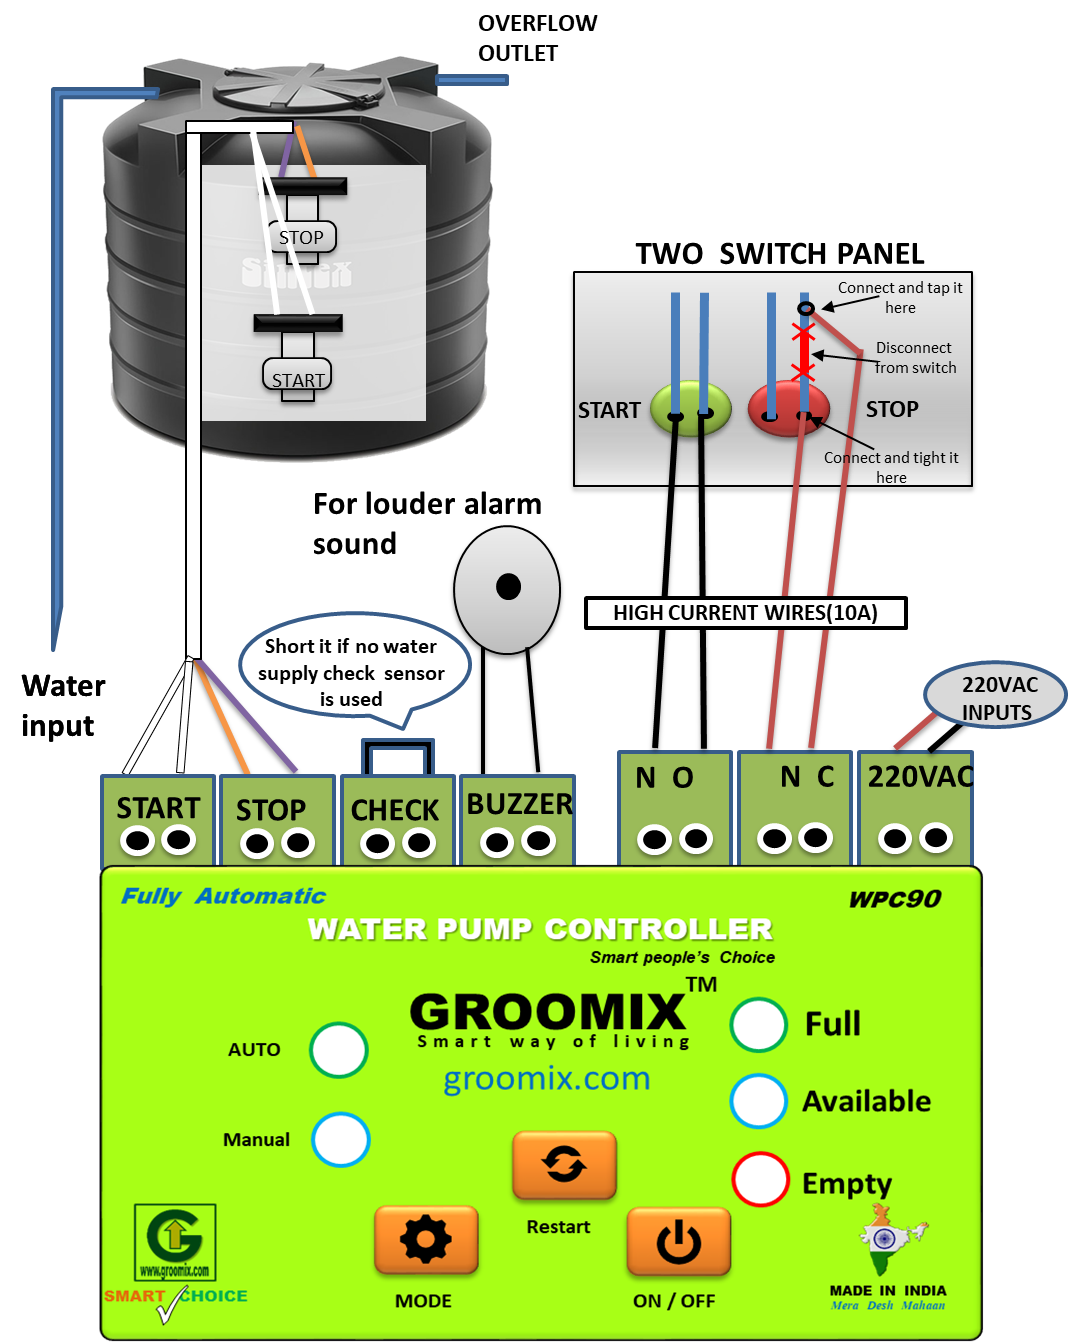 OVERFLOW
OUTLET
STOP
Sintex
START
TWO SWITCH PANEL
Connect and tap it
here
Disconnect
from switch
START
STOP
Connect and tight it
here
For louder alarm
sound
HIGH CURRENT WIRES(10A)
Short it if no water
supply check sensor
is used
Water
input
220VAC
INPUTS
START
STOP
CHECK
BUZZER
N O
N C
220VAC
Fully Automatic
WPC90
WATER PUMP CONTROLLER
Smart people's Choice
GROOMIX TM
Smart way of living
groomix.com
AUTO
Manual
Full
Available
Empty
Restart
MODE
ON / OFF
G
www.groomix.com
SMART CHOICE
MADE IN INDIA
Mera Desh Mahaan